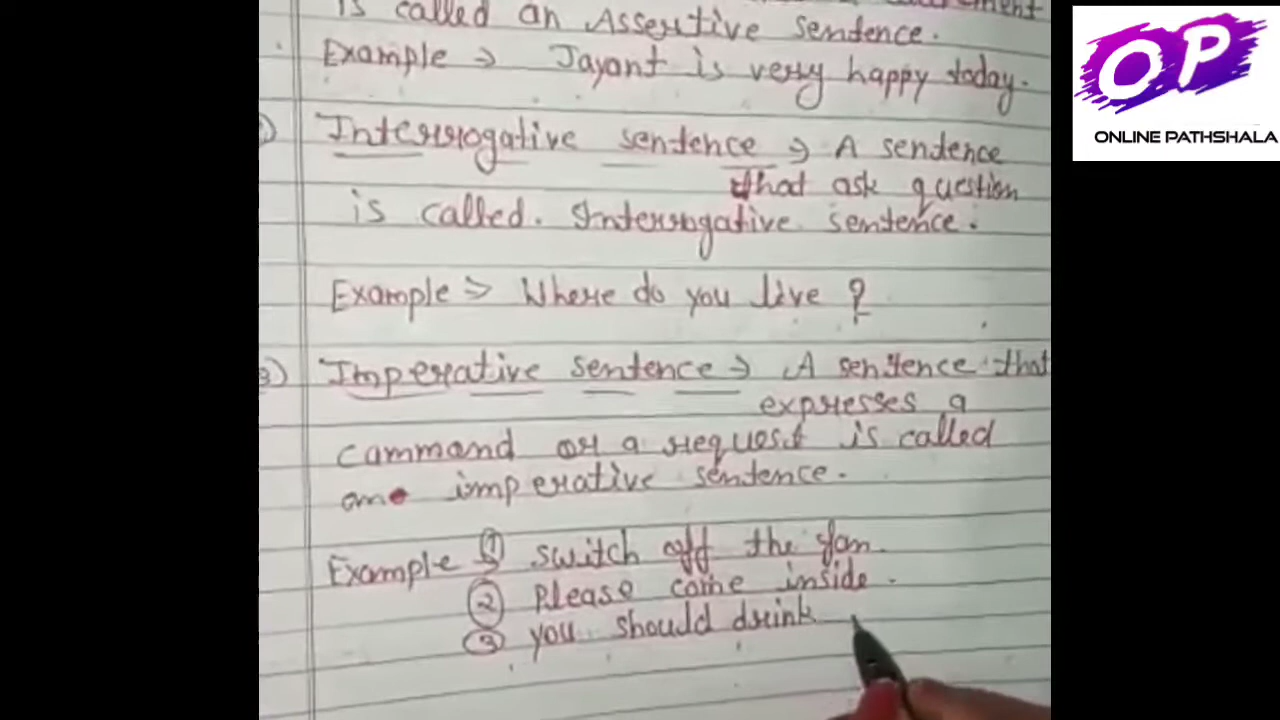 is called an Assertive sentence.
Example → Jayant is very happy today.
Interrogative sentence → A sentence
that ask question
is called. Interrogative sentence.
Example → Where do you live ?
3) Imperative sentence → A sentence that
expresses a
cammand or a request is called
an imperative sentence.
Example ① switch off the fan.
② Please come inside.
③ you should drink
OP
ONLINE PATHSHALA